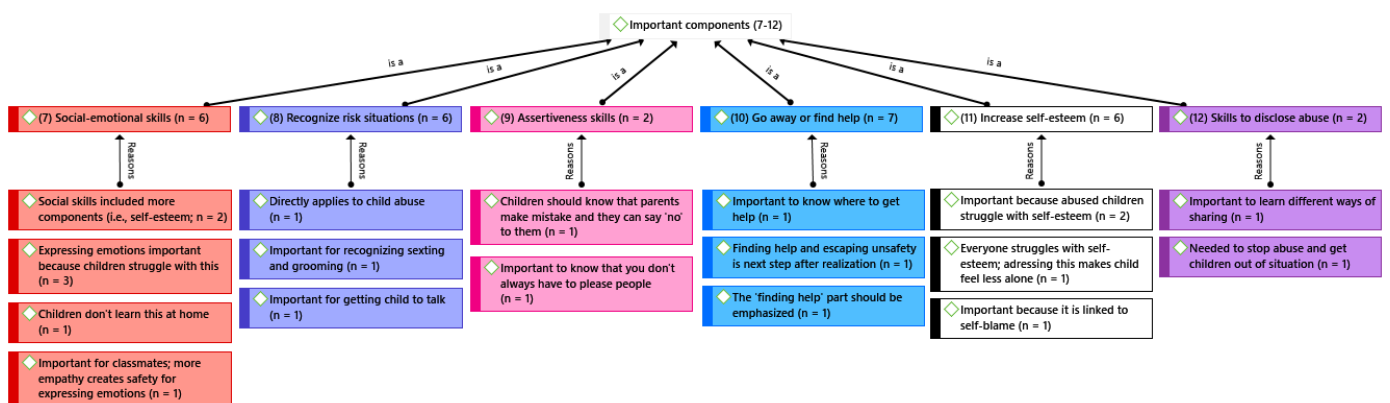 Important components (7-12)
is a
is a
is a
is a
is a
is a
(7) Social-emotional skills (n = 6)
(8) Recognize risk situations (n = 6)
(9) Assertiveness skills (n = 2)
(10) Go away or find help (n = 7)
(11) Increase self-esteem (n = 6)
(12) Skills to disclose abuse (n = 2)
Reasons
Reasons
Reasons
Reasons
Reasons
Reasons
Social skills included more
components (i.e., self-esteem; n = 2)
Expressing emotions important
because children struggle with this
(n = 3)
Children don't learn this at home
(n = 1)
Important for classmates; more
empathy creates safety for
expressing emotions (n = 1)
Directly applies to child abuse
(n = 1)
Important for recognizing sexting
and grooming (n = 1)
Important for getting child to talk
(n = 1)
Children should know that parents
make mistake and they can say 'no'
to them (n = 1)
Important to know that you don't
always have to please people
(n = 1)
Important to know where to get
help (n = 1)
Finding help and escaping unsafety
is next step after realization (n = 1)
The 'finding help' part should be
emphasized (n = 1)
Important because abused children
struggle with self-esteem (n = 2)
Everyone struggles with self-
esteem; adressing this makes child
feel less alone (n = 1)
Important because it is linked to
self-blame (n = 1)
Important to learn different ways of
sharing (n = 1)
Needed to stop abuse and get
children out of situation (n = 1)